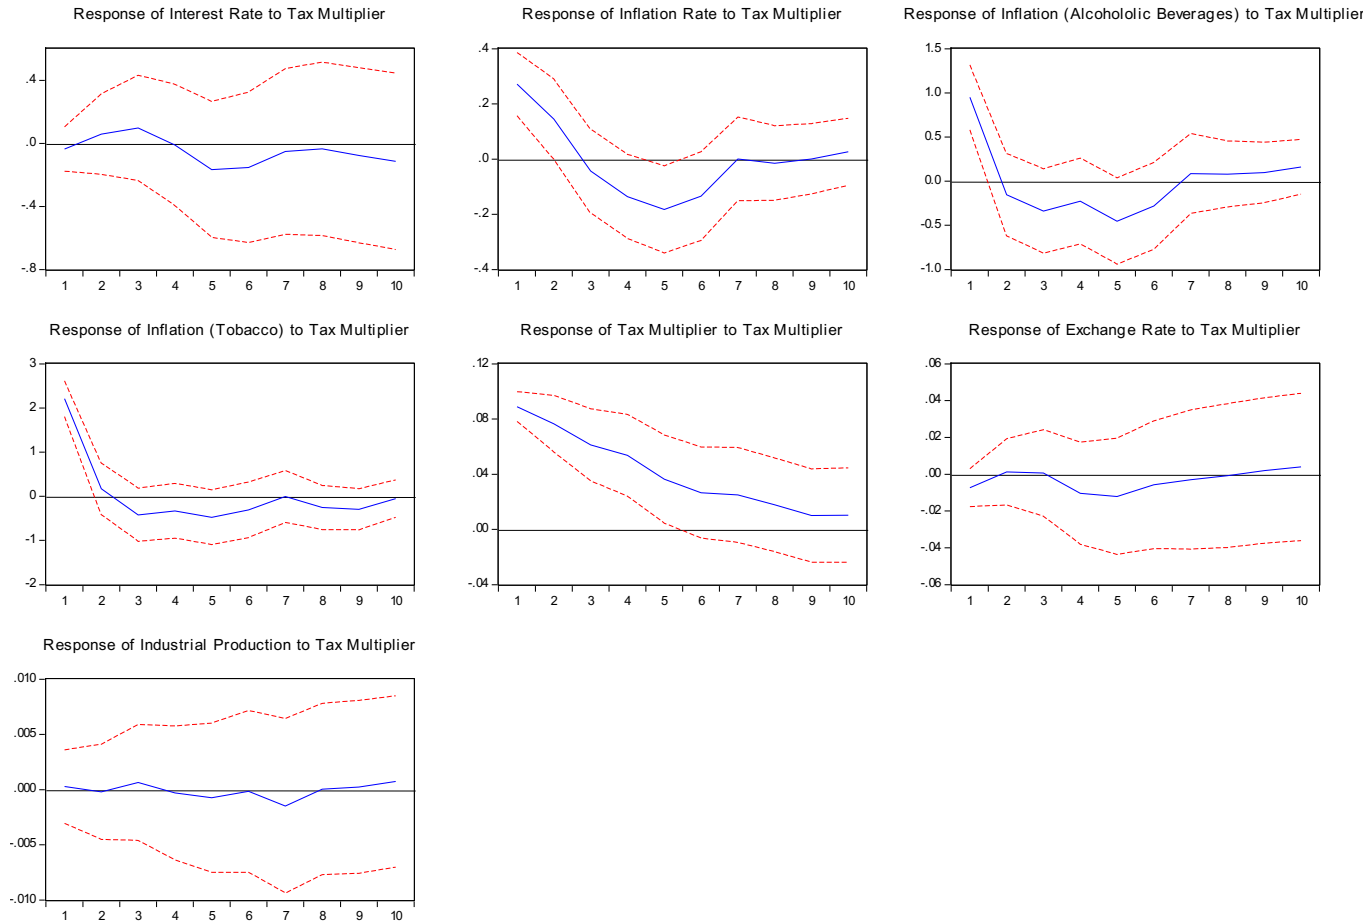 Response of Interest Rate to Tax Multiplier
.4
.0
-.4
-.8
1 2 3 4 5 6 7 8 9 10
Response of Inflation Rate to Tax Multiplier
.4
.2
.0
-.2
-.4
1 2 3 4 5 6 7 8 9 10
Response of Inflation (Alcohololic Beverages) to Tax Multiplier
1.5
1.0
0.5
0.0
-0.5
-1.0
1 2 3 4 5 6 7 8 9 10
Response of Inflation (Tobacco) to Tax Multiplier
3
2
1
0
-1
-2
1 2 3 4 5 6 7 8 9 10
Response of Tax Multiplier to Tax Multiplier
.12
.08
.04
.00
-.04
1 2 3 4 5 6 7 8 9 10
Response of Exchange Rate to Tax Multiplier
.06
.04
.02
.00
-.02
-.04
-.06
1 2 3 4 5 6 7 8 9 10
Response of Industrial Production to Tax Multiplier
.010
.005
.000
-.005
-.010
1 2 3 4 5 6 7 8 9 10